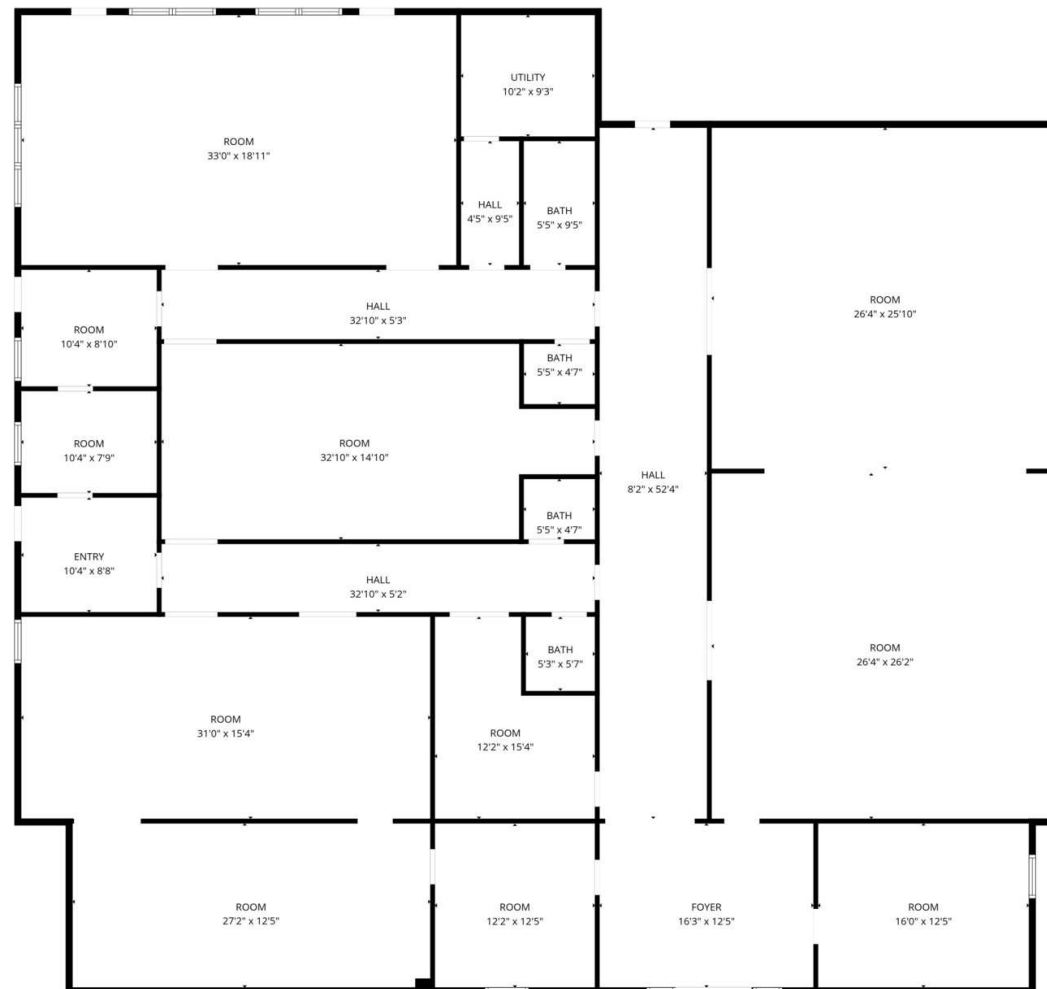 UTILITY
10'2" x 9'3"
ROOM
33'0" x 18'11"
HALL
4'5" x 9'5"
BATH
5'5" x 9'5"
HALL
32'10" x 5'3"
ROOM
26'4" x 25'10"
ROOM
10'4" x 8'10"
BATH
5'5" x 4'7"
ROOM
10'4" x 7'9"
ROOM
32'10" x 14'10"
HALL
8'2" x 52'4"
BATH
5'5" x 4'7"
ENTRY
10'4" x 8'8"
HALL
32'10" x 5'2"
BATH
5'3" x 5'7"
ROOM
26'4" x 26'2"
ROOM
31'0" x 15'4"
ROOM
12'2" x 15'4"
ROOM
27'2" x 12'5"
ROOM
12'2" x 12'5"
FOYER
16'3" x 12'5"
ROOM
16'0" x 12'5"